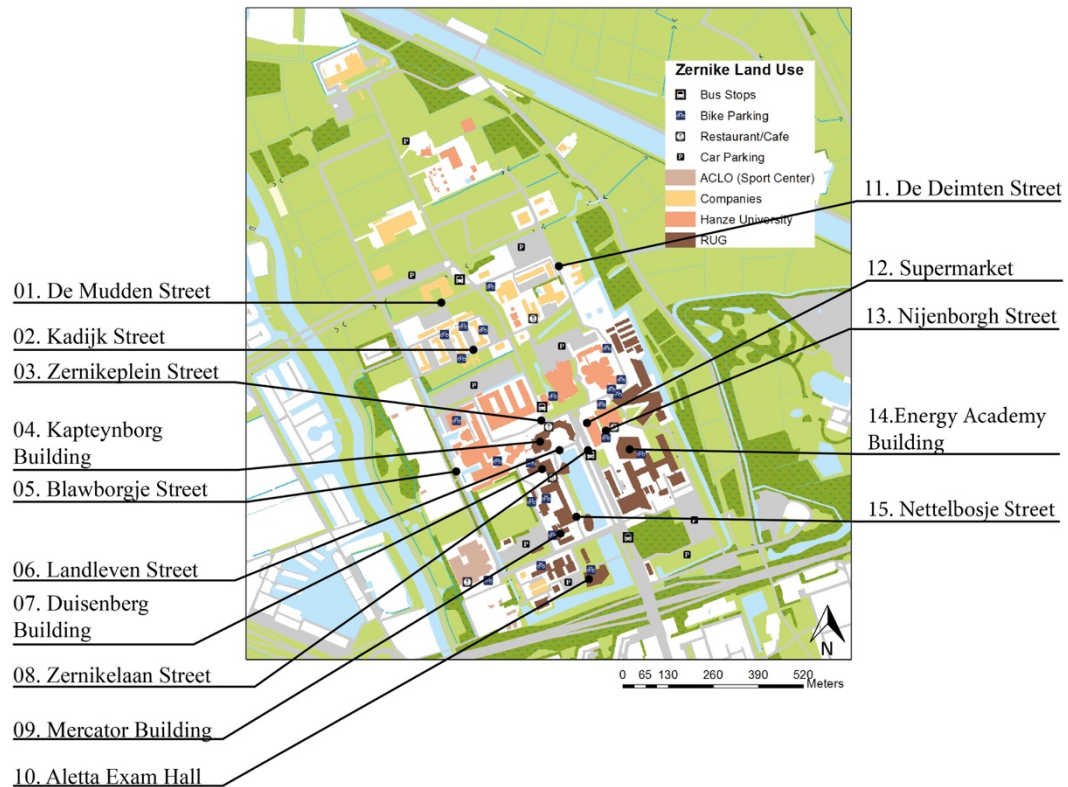 Zernike Land Use
Bus Stops
Bike Parking
Restaurant/Cafe
P Car Parking
ACLO (Sport Center)
Companies
Hanze University
RUG
01. De Mudden Street
02. Kadijk Street
03. Zernikeplein Street
04. Kapteynborg
Building
05. Blawborgje Street
06. Landleven Street
07. Duisenberg
Building
08. Zernikelaan Street
09. Mercator Building
10. Aletta Exam Hall
11. De Deimten Street
12. Supermarket
13. Nijenborgh Street
14.Energy Academy
Building
15. Nettelbosje Street
N
0 65 130 260 390 520
Meters